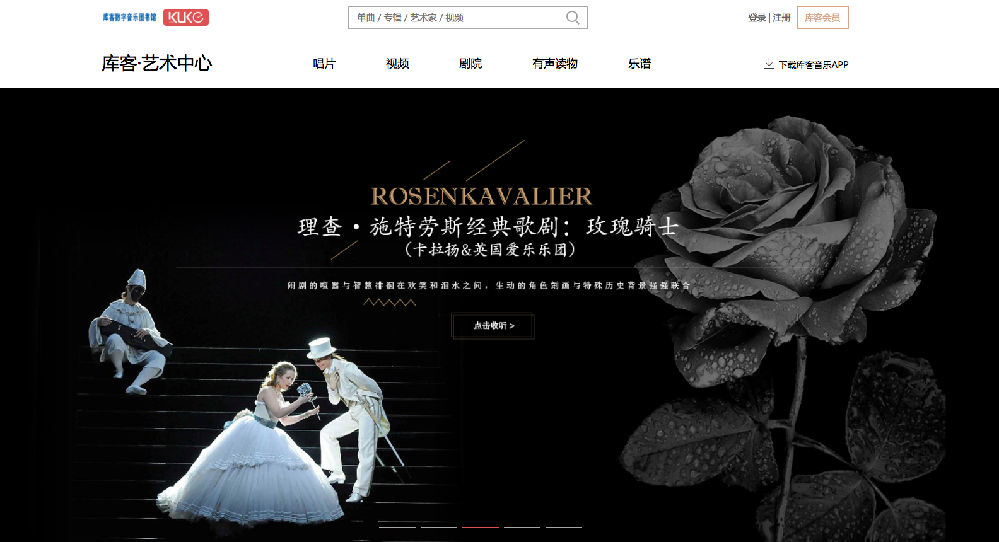 库客数字音乐图书馆 KUKE
单曲 / 专辑 / 艺术家 / 视频
登录 | 注册
库客会员
库客·艺术中心
唱片
视频
剧院
有声读物
乐谱
下载库客音乐APP
ROSENKAVALIER
理查·施特劳斯经典歌剧：玫瑰骑士
（卡拉扬&英国爱乐乐团）
闹剧的喧嚣与智慧徘徊在欢笑和泪水之间，生动的角色刻画与特殊历史背景强强联合
点击收听 >